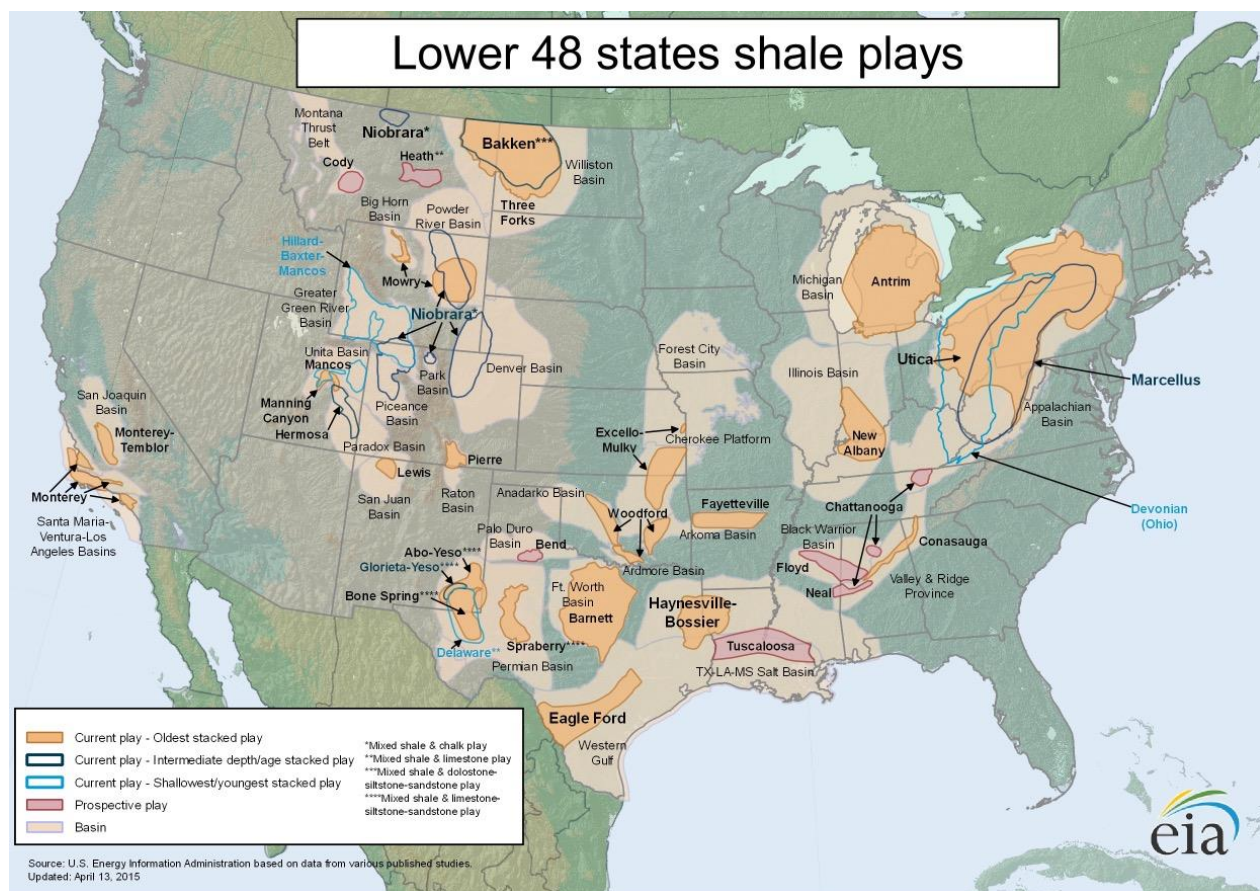 Lower 48 states shale plays
Montana
Thrust
Belt
Cody
Niobrara*
Heath**
Bakken***
Williston
Basin
Three
Forks
Big Horn
Basin
Powder
River Basin
Hillard-
Baxter-
Mancos
Mowry
Greater
Green River
Basin
Niobrara*
Unita Basin
Mancos
Park
Basin
Denver Basin
Manning
Canyon
Hermosa
Piceance
Basin
Paradox Basin
San Joaquin
Basin
Monterey-
Temblor
Monterey
Santa Maria-
Ventura-Los
Angeles Basins
Lewis
San Juan
Basin
Pierre
Raton
Basin
Michigan
Basin
Antrim
Forest City
Basin
Illinois Basin
Excello-
Mulky
Cherokee Platform
New
Albany
Utica
Marcellus
Appalachian
Basin
Devonian
(Ohio)
Anadarko Basin
Woodford
Fayetteville
Arkoma Basin
Chattanooga
Black Warrior
Basin
Conasauga
Floyd
Neal
Valley & Ridge
Province
Palo Duro
Basin
Bend
Ardmore Basin
Abo-Yeso****
Glorieta-Yeso****
Bone Spring****
Delaware**
Spraberry****
Permian Basin
Ft. Worth
Basin
Barnett
Haynesville-
Bossier
Tuscaloosa
TX-LA-MS Salt Basin
Eagle Ford
Western
Gulf
Current play - Oldest stacked play
Current play - Intermediate depth/age stacked play
Current play - Shallowest/youngest stacked play
Prospective play
Basin
*Mixed shale & chalk play
**Mixed shale & limestone play
***Mixed shale & dolostone-
siltstone-sandstone play
****Mixed shale & limestone-
siltstone-sandstone play
Source: U.S. Energy Information Administration based on data from various published studies.
Updated: April 13, 2015
eia